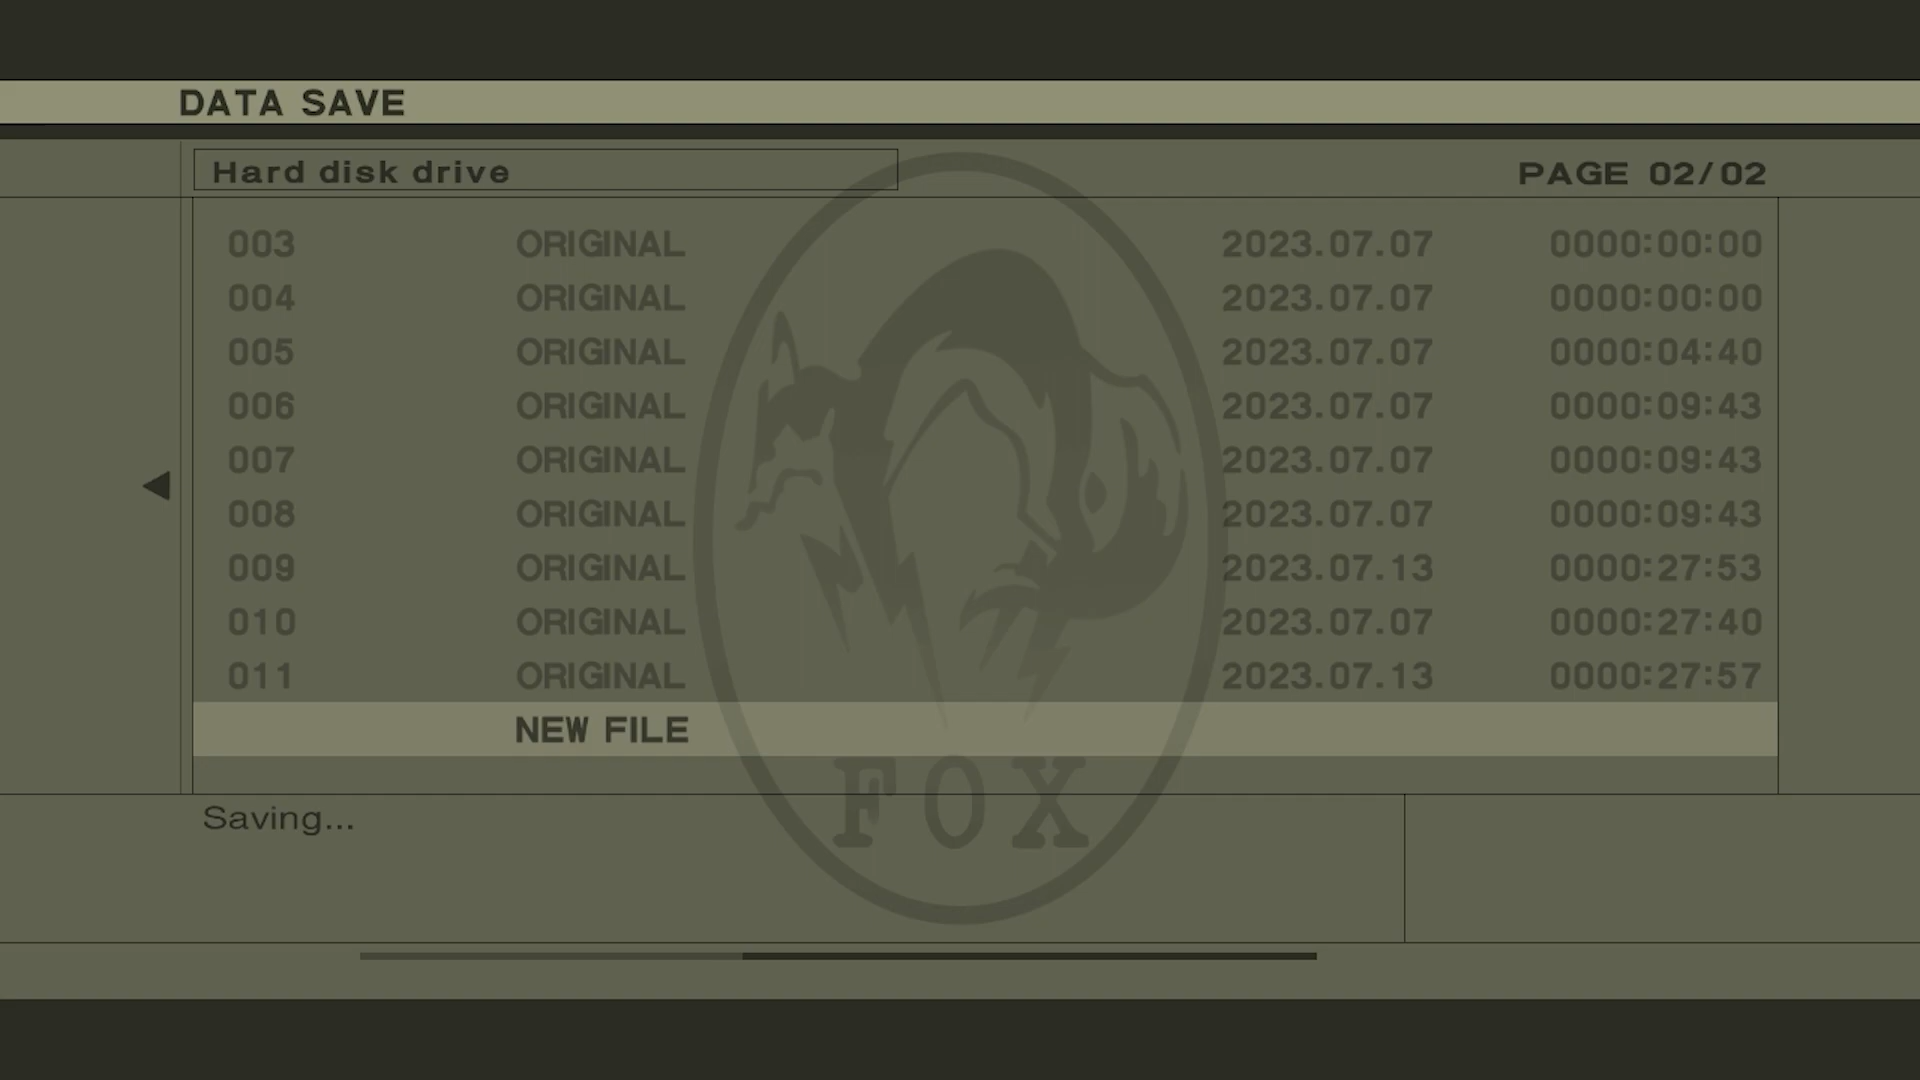 DATA SAVE
Hard disk drive PAGE 02/02
003 ORIGINAL 2023.07.07 0000:00:00
004 ORIGINAL 2023.07.07 0000:00:00
005 ORIGINAL 2023.07.07 0000:04:40
006 ORIGINAL 2023.07.07 0000:09:43
007 ORIGINAL 2023.07.07 0000:09:43
008 ORIGINAL 2023.07.07 0000:09:43
009 ORIGINAL 2023.07.13 0000:27:53
010 ORIGINAL 2023.07.07 0000:27:40
011 ORIGINAL 2023.07.13 0000:27:57
NEW FILE
FOX
Saving...